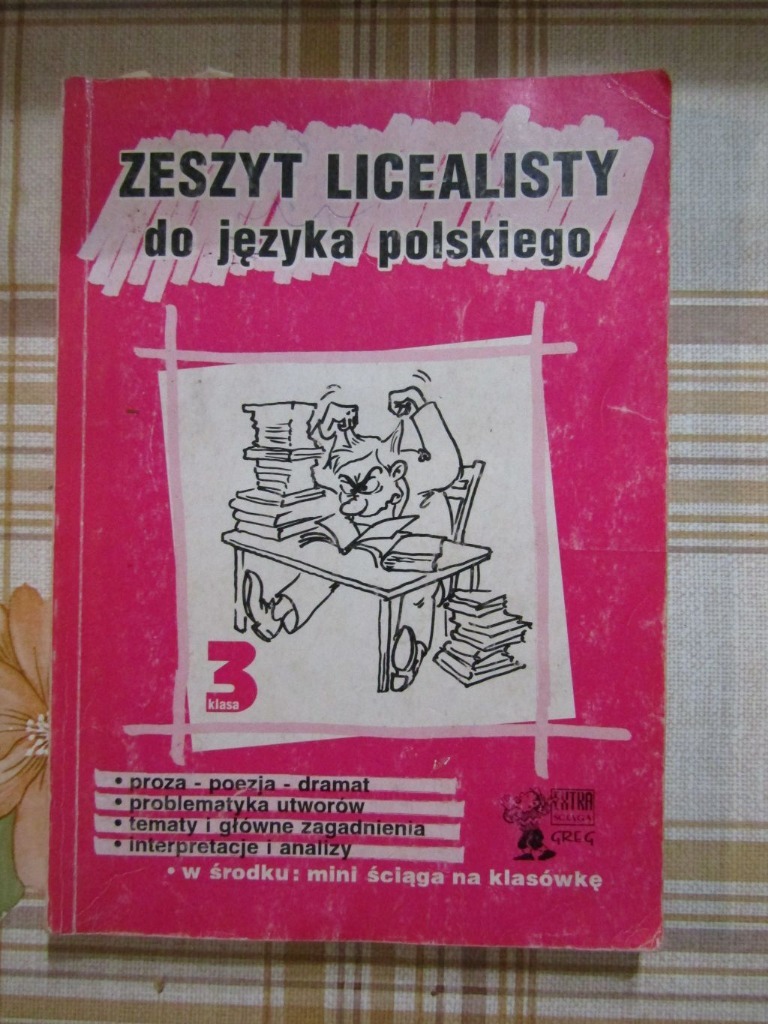 ZESZYT LICEALISTY
do języka polskiego
3
klasa
• proza - poezja - dramat
• problematyka utworów
• tematy i główne zagadnienia
• interpretacje i analizy
• w środku: mini ściąga na klasówkę
EXTRA
ŚCIĄGA
GREG